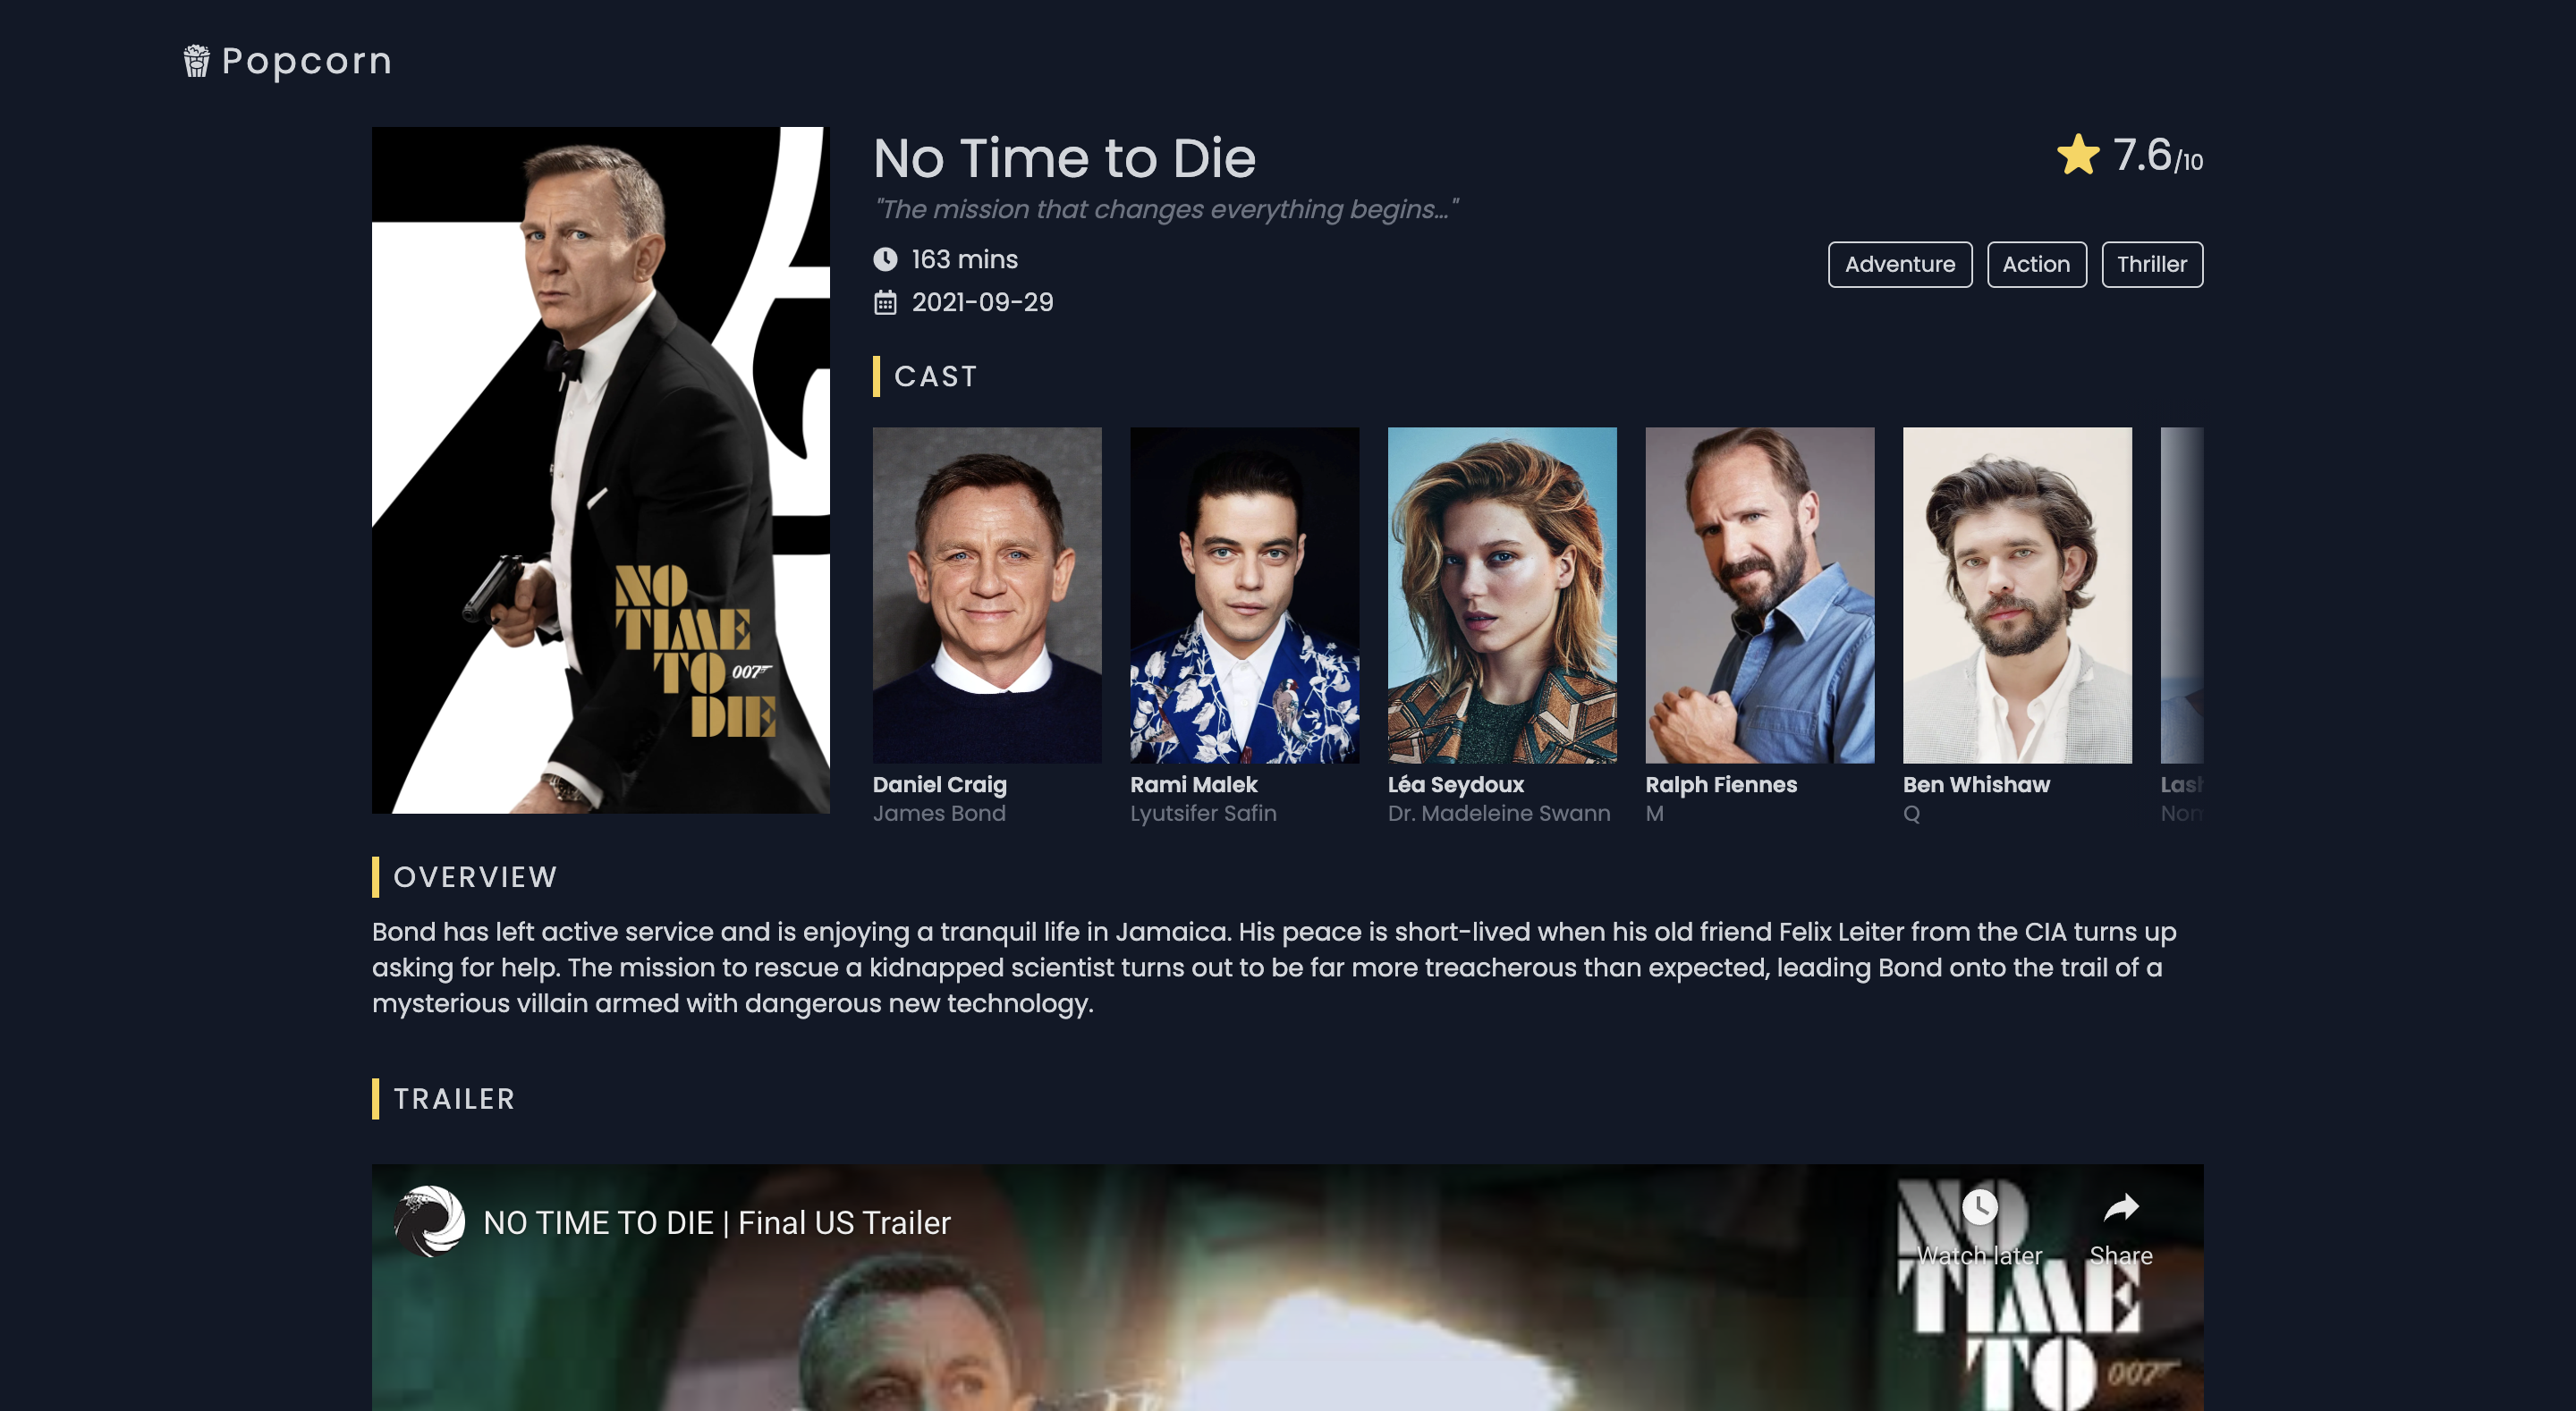 Popcorn
No Time to Die
7.6/10
"The mission that changes everything begins..."
163 mins
2021-09-29
Adventure
Action
Thriller
CAST
NO
TIME
TO 007
DIE
Daniel Craig
James Bond
Rami Malek
Lyutsifer Safin
Léa Seydoux
Dr. Madeleine Swann
Ralph Fiennes
M
Ben Whishaw
Q
OVERVIEW
Bond has left active service and is enjoying a tranquil life in Jamaica. His peace is short-lived when his old friend Felix Leiter from the CIA turns up
asking for help. The mission to rescue a kidnapped scientist turns out to be far more treacherous than expected, leading Bond onto the trail of a
mysterious villain armed with dangerous new technology.
TRAILER
NO TIME TO DIE | Final US Trailer
Watch later
Share
NO
TIME
TO 007